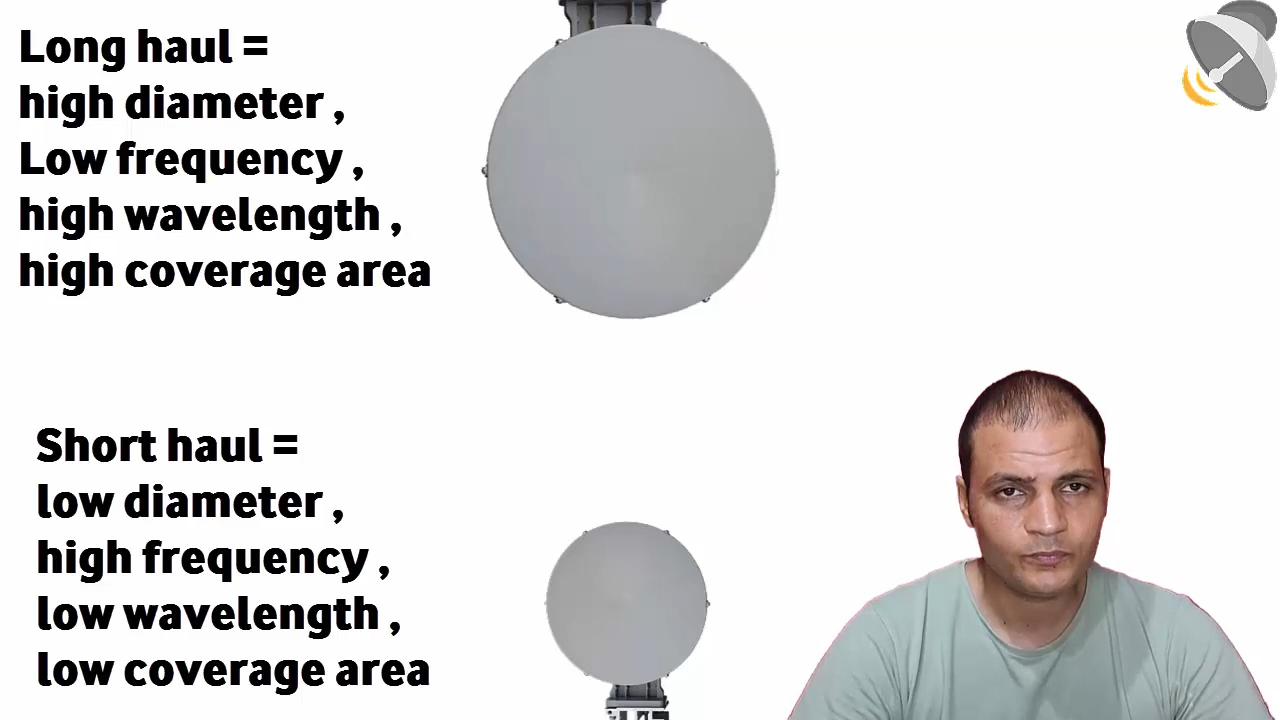 Long haul =
high diameter ,
Low frequency ,
high wavelength ,
high coverage area
Short haul =
low diameter ,
high frequency ,
low wavelength ,
low coverage area